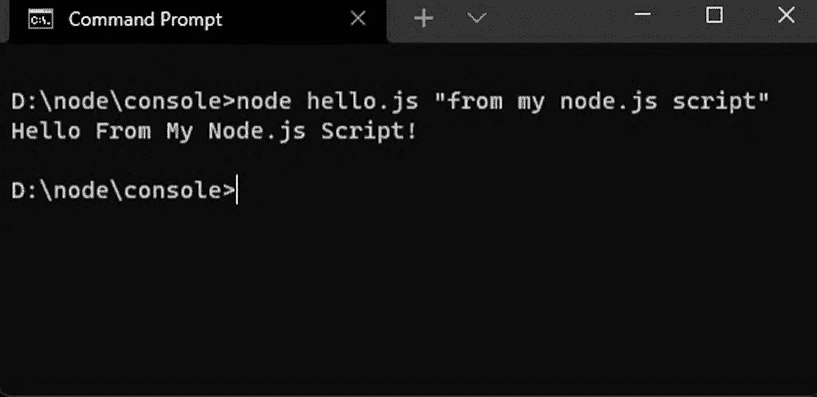 Command Prompt
D:\node\console>node hello.js "from my node.js script"
Hello From My Node.js Script!
D:\node\console>